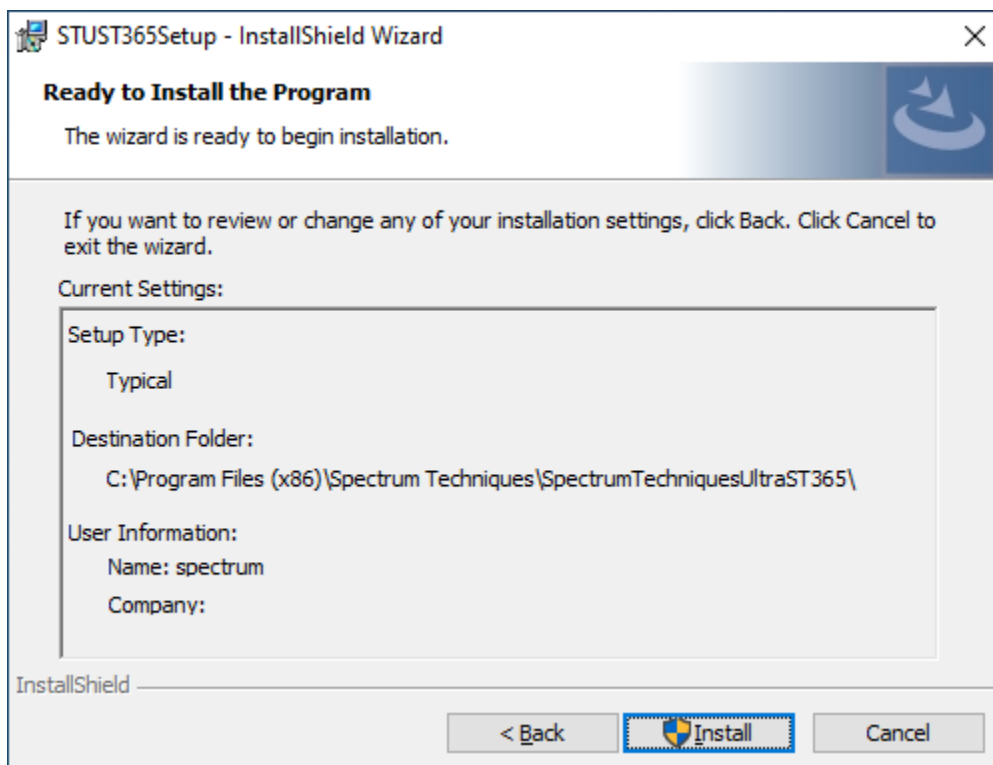 STUST365Setup - InstallShield Wizard
Ready to Install the Program
The wizard is ready to begin installation.
If you want to review or change any of your installation settings, click Back. Click Cancel to
exit the wizard.
Current Settings:
Setup Type:
Typical
Destination Folder:
C:\Program Files (x86)\Spectrum Techniques\SpectrumTechniquesUltraST365\
User Information:
Name: spectrum
Company:
InstallShield
< Back
Install
Cancel